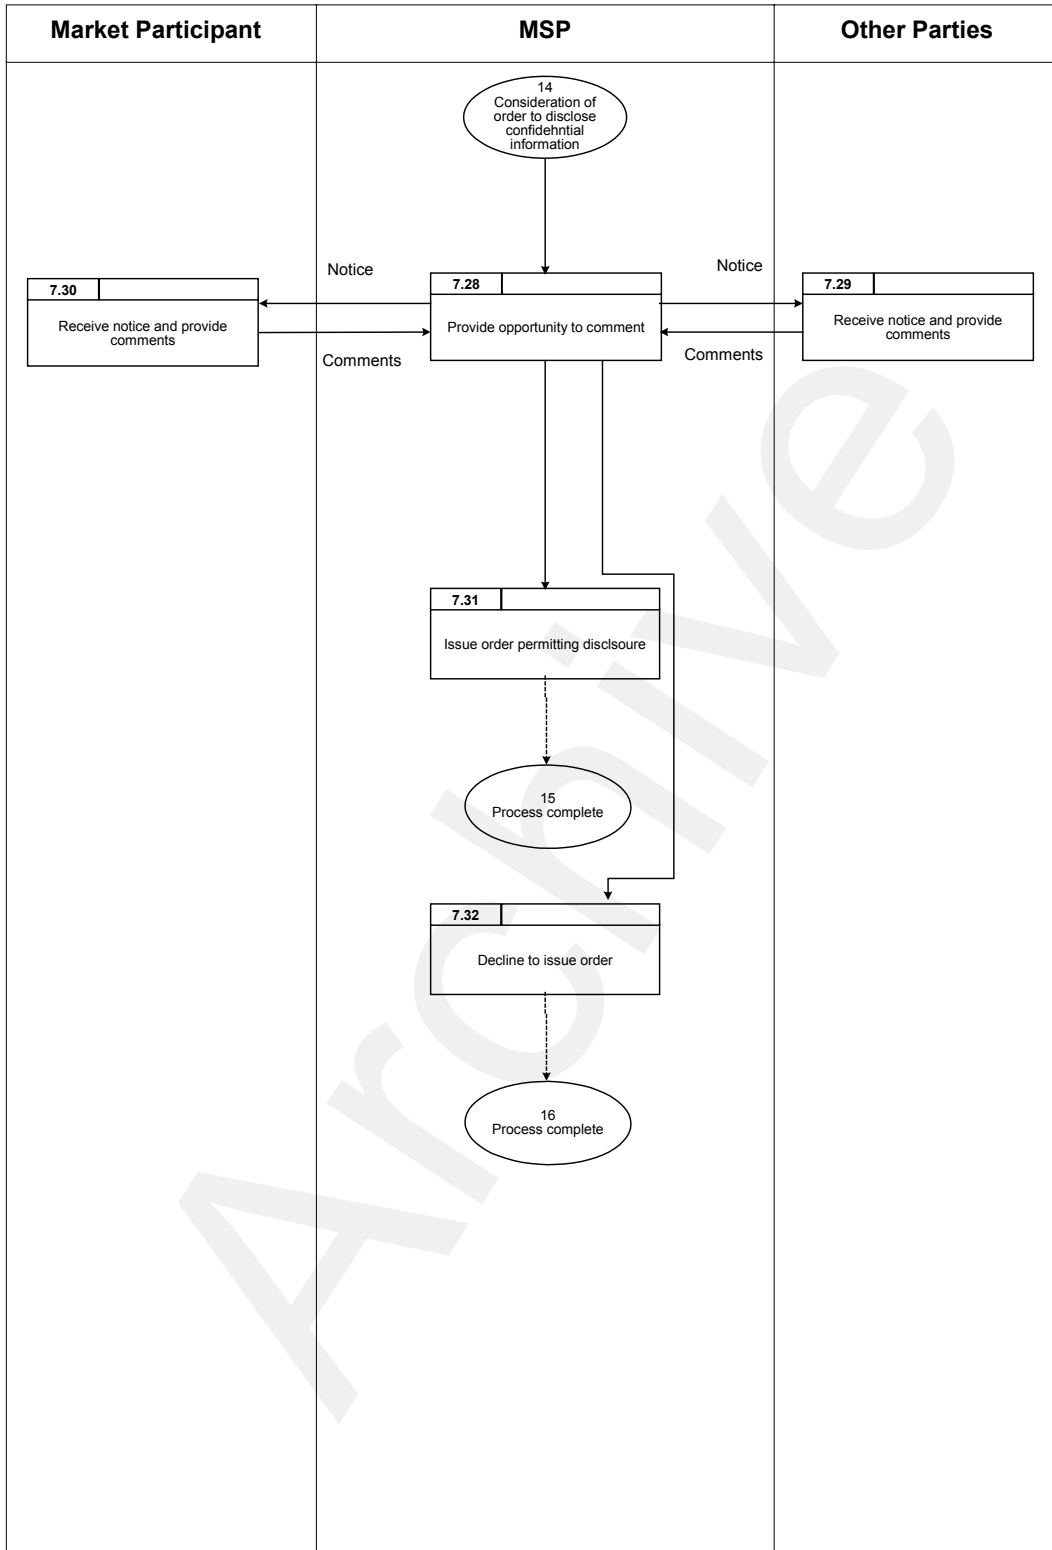 Market Participant
MSP
Other Parties
14
Consideration of
order to disclose
confidehntial
information
Notice
Notice
7.30
Receive notice and provide
comments
7.28
Provide opportunity to comment
7.29
Receive notice and provide
comments
Comments
Comments
7.31
Issue order permitting disclsoure
15
Process complete
7.32
Decline to issue order
16
Process complete
Archive